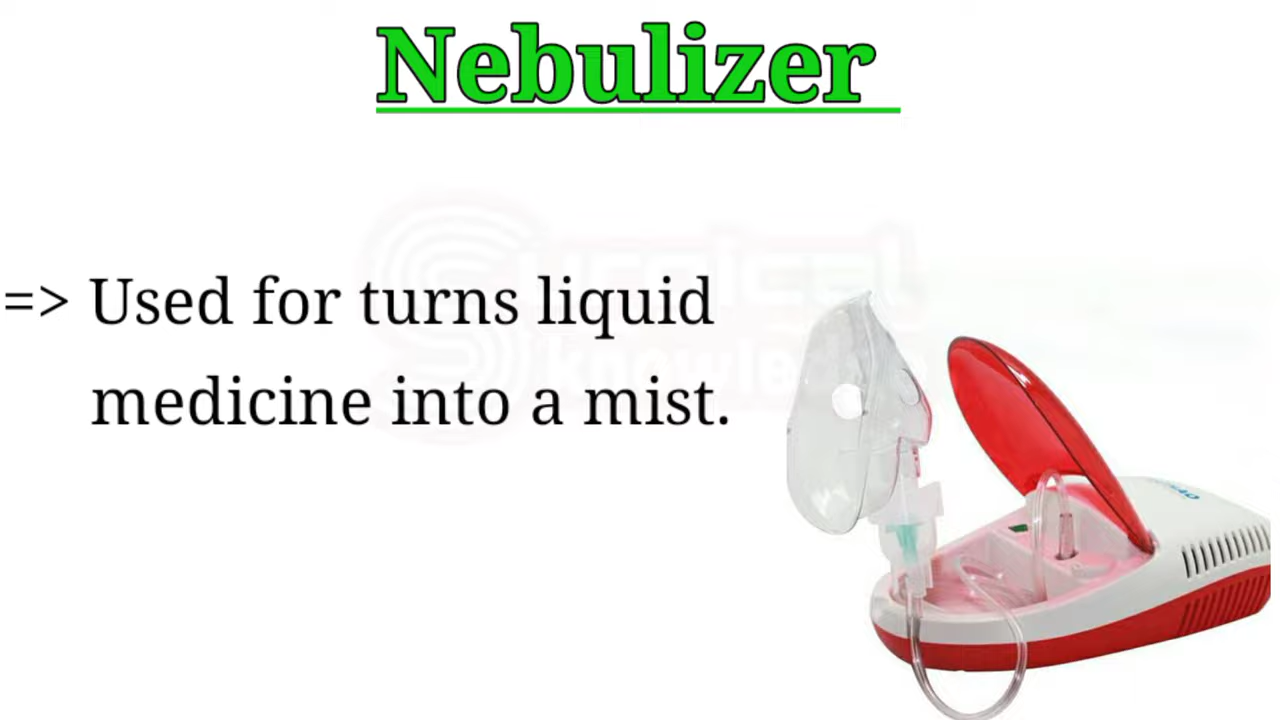 Nebulizer
=> Used for turns liquid
medicine into a mist.